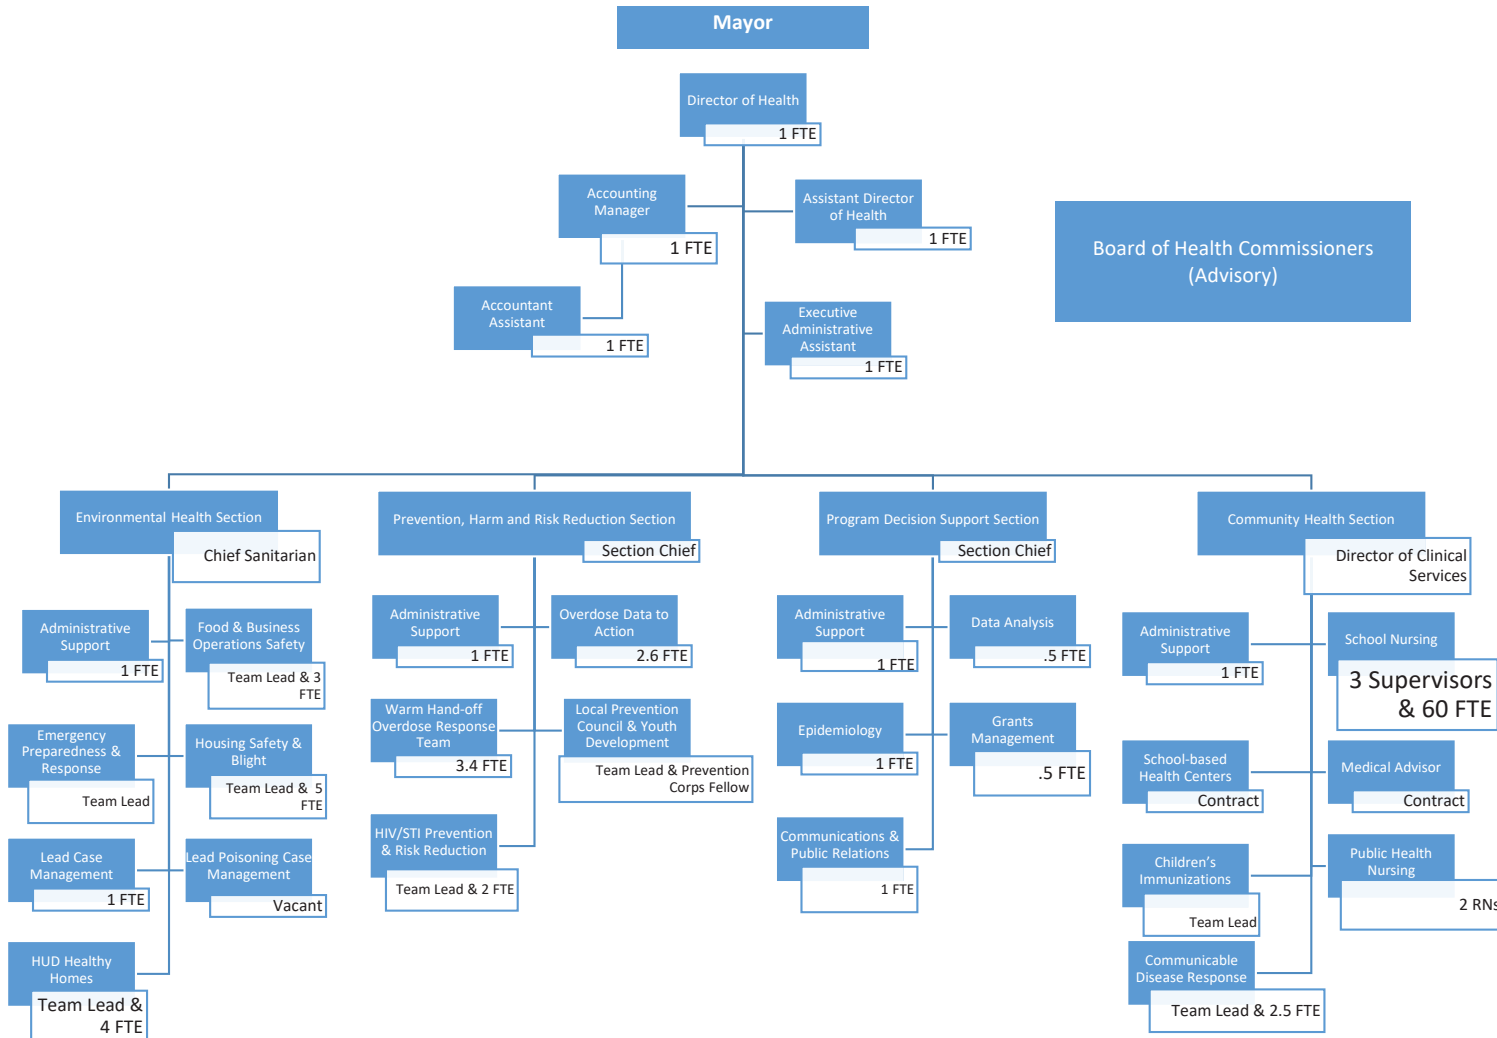 Mayor
Director of Health
1 FTE
Accounting
Manager
1 FTE
Assistant Director
of Health
1 FTE
Board of Health Commissioners
(Advisory)
Accountant
Assistant
1 FTE
Executive
Administrative
Assistant
1 FTE
Environmental Health Section
Chief Sanitarian
Administrative
Support
1 FTE
Food & Business
Operations Safety
Team Lead & 3
FTE
Emergency
Preparedness &
Response
Team Lead
Housing Safety &
Blight
Team Lead & 5
FTE
Lead Case
Management
1 FTE
Lead Poisoning Case
Management
Vacant
HUD Healthy
Homes
Team Lead &
4 FTE
Prevention, Harm and Risk Reduction Section
Section Chief
Administrative
Support
1 FTE
Overdose Data to
Action
2.6 FTE
Warm Hand-off
Overdose Response
Team
3.4 FTE
Local Prevention
Council & Youth
Development
Team Lead & Prevention
Corps Fellow
HIV/STI Prevention
& Risk Reduction
Team Lead & 2 FTE
Program Decision Support Section
Section Chief
Administrative
Support
1 FTE
Data Analysis
.5 FTE
Epidemiology
1 FTE
Grants
Management
.5 FTE
Communications &
Public Relations
1 FTE
Community Health Section
Director of Clinical
Services
Administrative
Support
1 FTE
School Nursing
3 Supervisors
& 60 FTE
School-based
Health Centers
Contract
Medical Advisor
Contract
Children's
Immunizations
Team Lead
Public Health
Nursing
2 RNs
Communicable
Disease Response
Team Lead & 2.5 FTE